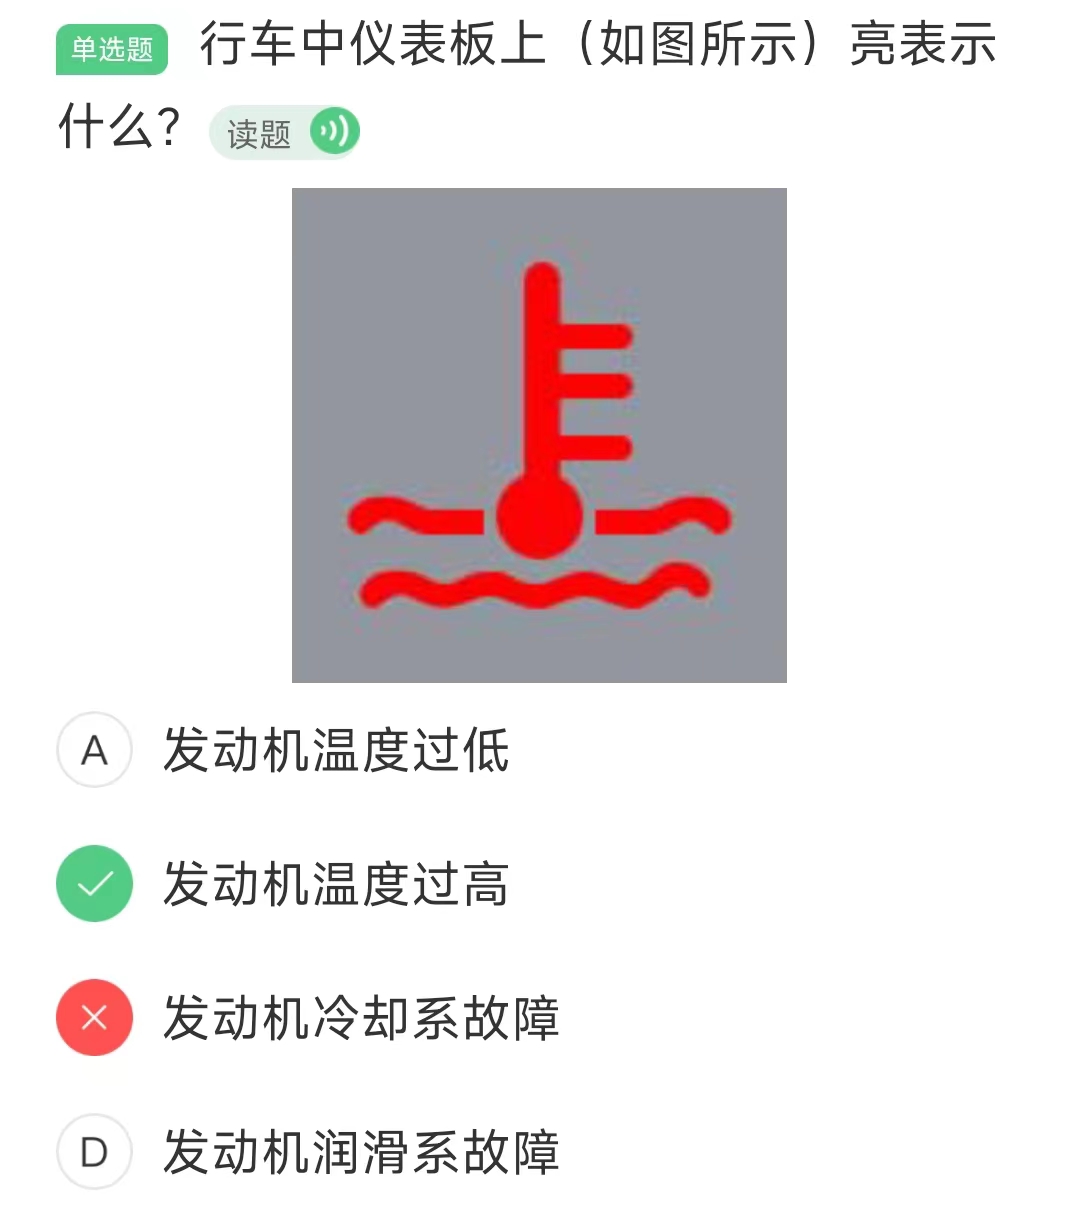 单选题 行车中仪表板上（如图所示）亮表示
什么？ 读题
A 发动机温度过低
发动机温度过高
发动机冷却系故障
D 发动机润滑系故障